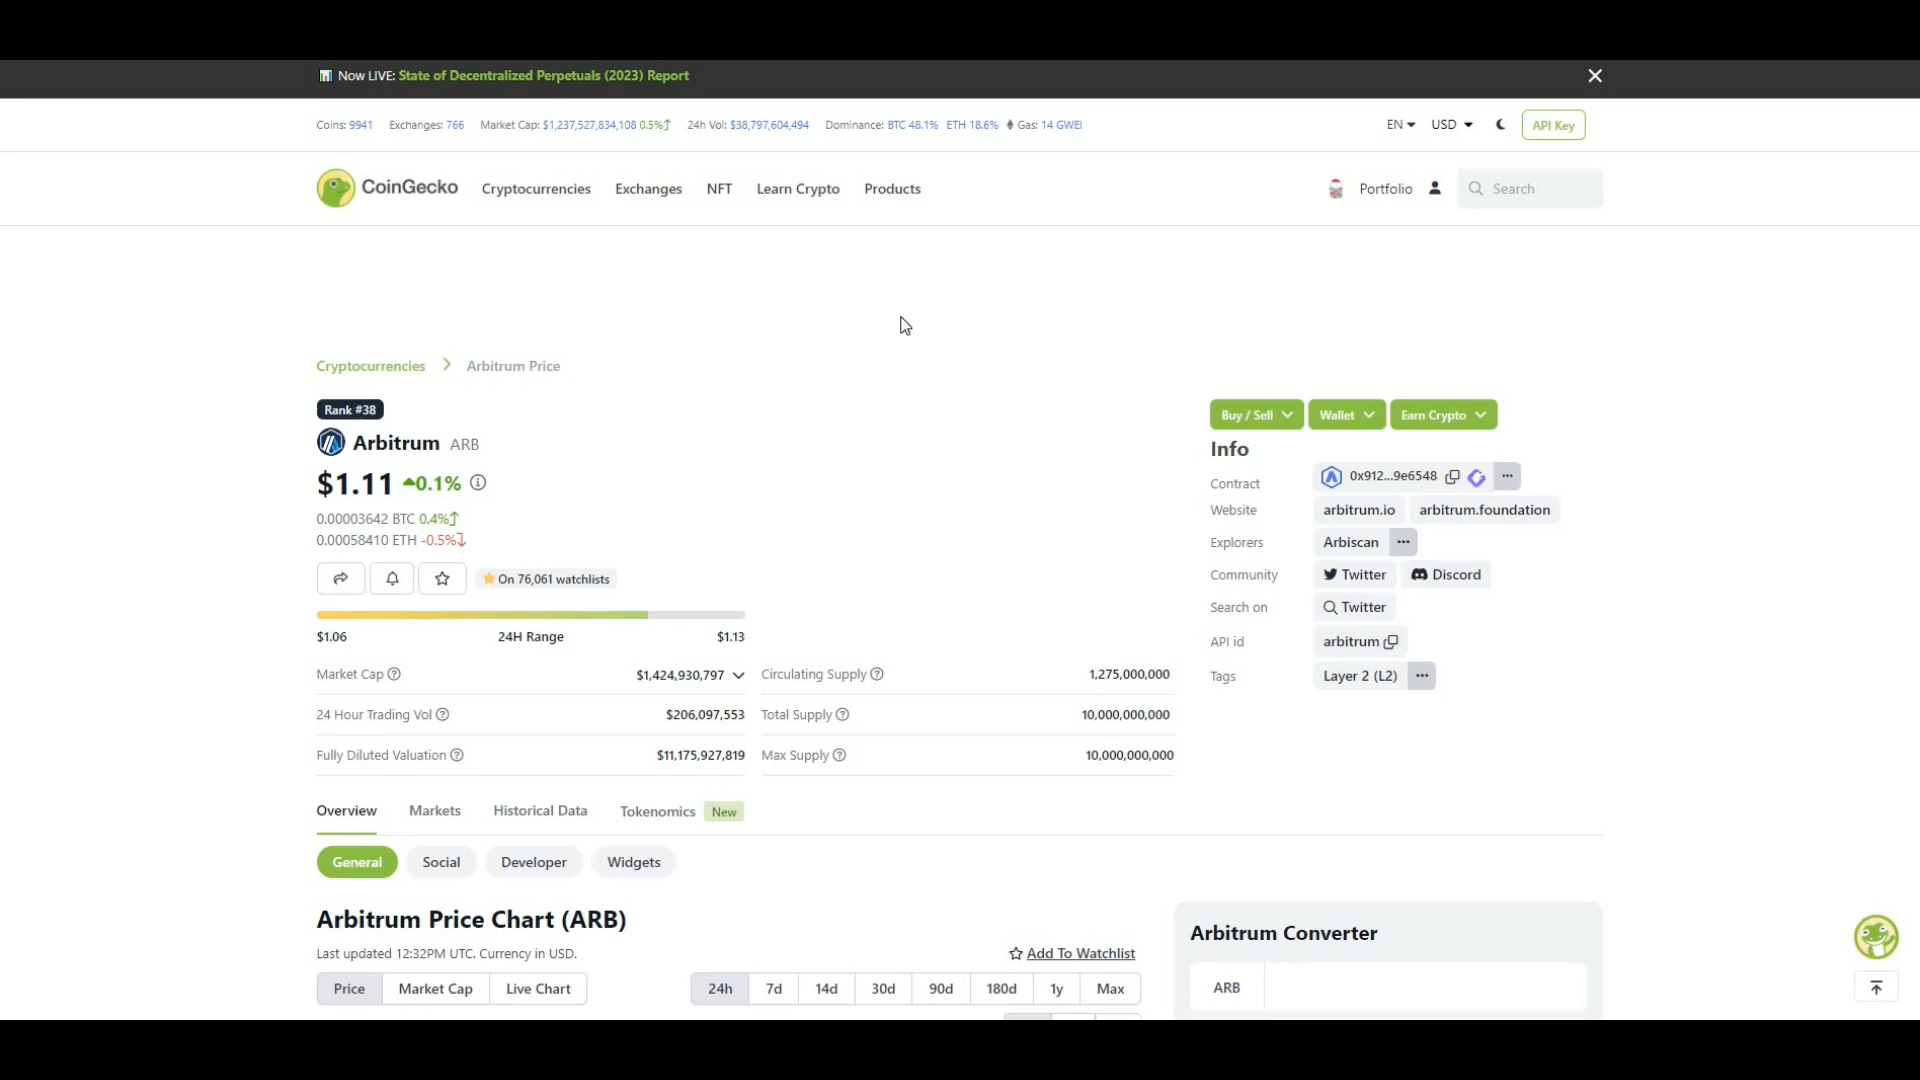 Now LIVE: State of Decentralized Perpetuals (2023) Report
Coins: 9941 Exchanges: 766 Market Cap: $1,237,527,834,108 0.5% 24h Vol: $38,797,604,494 Dominance: BTC 48.1% ETH 18.6% Gas: 14 GWEI EN USD API Key
CoinGecko Cryptocurrencies Exchanges NFT Learn Crypto Products Portfolio Search
Cryptocurrencies > Arbitrum Price
Rank #38
Arbitrum ARB
$1.11 0.1%
0.00003642 BTC 0.4%
0.00058410 ETH -0.5%
On 76,061 watchlists
$1.06 24H Range $1.13
Market Cap $1,424,930,797
24 Hour Trading Vol $206,097,553
Fully Diluted Valuation $11,175,927,819
Circulating Supply 1,275,000,000
Total Supply 10,000,000,000
Max Supply 10,000,000,000
Buy / Sell Wallet Earn Crypto
Info
Contract 0x912...9e6548 ...
Website arbitrum.io arbitrum.foundation
Explorers Arbiscan ...
Community Twitter Discord
Search on Twitter
API id arbitrum
Tags Layer 2 (L2) ...
Overview Markets Historical Data Tokenomics New
General Social Developer Widgets
Arbitrum Price Chart (ARB)
Last updated 12:32PM UTC. Currency in USD.
Add To Watchlist
Price Market Cap Live Chart 24h 7d 14d 30d 90d 180d 1y Max
Arbitrum Converter
ARB